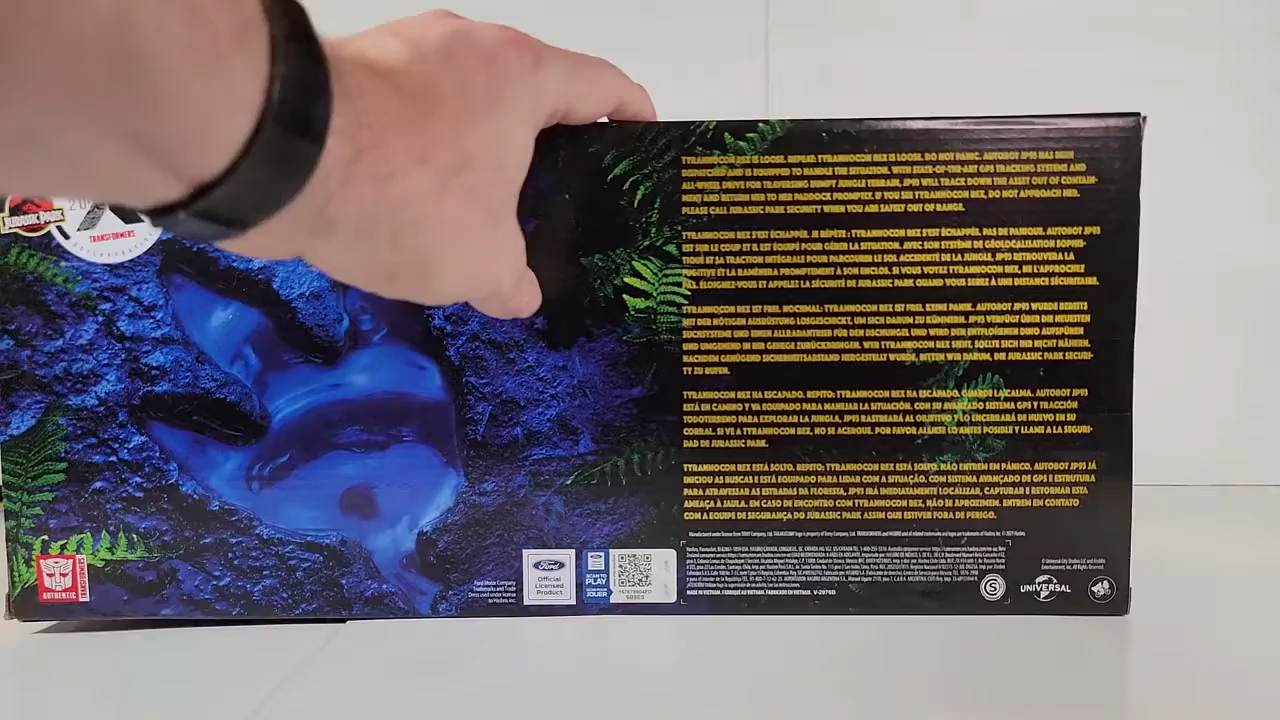 JURASSIC PARK
TRANSFORMERS
TYRANNOCON REX IS LOOSE. REPEAT: TYRANNOCON REX IS LOOSE. DO NOT PANIC. AUTOBOT JP93 HAS BEEN
DISPATCHED AND IS EQUIPPED TO HANDLE THE SITUATION. WITH STATE-OF-THE-ART GPS TRACKING SYSTEMS AND
ALL-WHEEL DRIVE FOR TRAVERSING BUMPY JUNGLE TERRAIN, JP93 WILL TRACK DOWN THE ASSET OUT OF CONTAIN-
MENT AND RETURN HER TO HER PADDOCK PROMPTLY. IF YOU SEE TYRANNOCON REX, DO NOT APPROACH HER.
PLEASE CALL JURASSIC PARK SECURITY WHEN YOU ARE SAFELY OUT OF RANGE.
TYRANNOCON REX S'EST ÉCHAPPÉE. JE RÉPÈTE : TYRANNOCON REX S'EST ÉCHAPPÉE. PAS DE PANIQUE. AUTOBOT JP93
EST SUR LE COUP ET IL EST ÉQUIPÉ POUR GÉRER LA SITUATION. AVEC SON SYSTÈME DE GÉOLOCALISATION SOPHIS-
TIQUÉ ET SA TRACTION INTÉGRALE POUR PARCOURIR LE SOL ACCIDENTÉ DE LA JUNGLE, JP93 RETROUVERA LA
FUGITIVE ET LA RAMÈNERA PROMPTEMENT À SON ENCLOS. SI VOUS VOYEZ TYRANNOCON REX, NE L'APPROCHEZ
PAS. ÉLOIGNEZ-VOUS ET APPELEZ LA SÉCURITÉ DE JURASSIC PARK QUAND VOUS SEREZ À UNE DISTANCE SÉCURITAIRE.
TYRANNOCON REX IST FREI. NOCHMAL: TYRANNOCON REX IST FREI. KEINE PANIK. AUTOBOT JP93 WURDE BEREITS
MIT DER NÖTIGEN AUSRÜSTUNG LOSGESCHICKT, UM SICH DARUM ZU KÜMMERN. JP93 VERFÜGT ÜBER DIE NEUESTEN
SUCHSYSTEME UND EINEN ALLRADANTRIEB FÜR DEN DSCHUNGEL UND WIRD DEN ENTFLOHENEN DINO AUFSPÜREN
UND UMGEHEND IN IHR GEHEGE ZURÜCKBRINGEN. WER TYRANNOCON REX SIEHT, SOLLTE SICH IHR NICHT NÄHERN.
NACHDEM GENÜGEND SICHERHEITSABSTAND HERGESTELLT WURDE, BITTEN WIR DARUM, DIE JURASSIC PARK SECURI-
TY ZU RUFEN.
TYRANNOCON REX HA ESCAPADO. REPITO: TYRANNOCON REX HA ESCAPADO. GUARDE LA CALMA. AUTOBOT JP93
ESTÁ EN CAMINO Y VA EQUIPADO PARA MANEJAR LA SITUACIÓN. CON SU AVANZADO SISTEMA GPS Y TRACCIÓN
TODOTERRENO PARA EXPLORAR LA JUNGLA, JP93 RASTREARÁ AL OBJETIVO Y LO ENCERRARÁ DE NUEVO EN SU
CORRAL. SI VE A TYRANNOCON REX, NO SE ACERQUE. POR FAVOR ALÉJESE LO ANTES POSIBLE Y LLAME A LA SEGURI-
DAD DE JURASSIC PARK.
TYRANNOCON REX ESTÁ SOLTO. REPITO: TYRANNOCON REX ESTÁ SOLTO. NÃO ENTREM EM PÂNICO. AUTOBOT JP93 JÁ
INICIOU AS BUSCAS E ESTÁ EQUIPADO PARA LIDAR COM A SITUAÇÃO. COM SISTEMA AVANÇADO DE GPS E ESTRUTURA
PARA ATRAVESSAR AS ESTRADAS DA FLORESTA, JP93 IRÁ IMEDIATAMENTE LOCALIZAR, CAPTURAR E RETORNAR ESTA
AMEAÇA À JAULA. EM CASO DE ENCONTRO COM TYRANNOCON REX, NÃO SE APROXIMEM. ENTREM EM CONTATO
COM A EQUIPE DE SEGURANÇA DO JURASSIC PARK ASSIM QUE ESTIVER FORA DE PERIGO.
MADE IN VIETNAM. FABRIQUÉ AU VIETNAM. FABRICADO EN VIETNAM.
AUTHENTIC
TRANSFORMERS
Ford Motor Company
Trademarks and Trade
Dress used under license
to Hasbro, Inc.
Ford
Official
Licensed
Product
SCAN TO
PLAY
UNIVERSAL